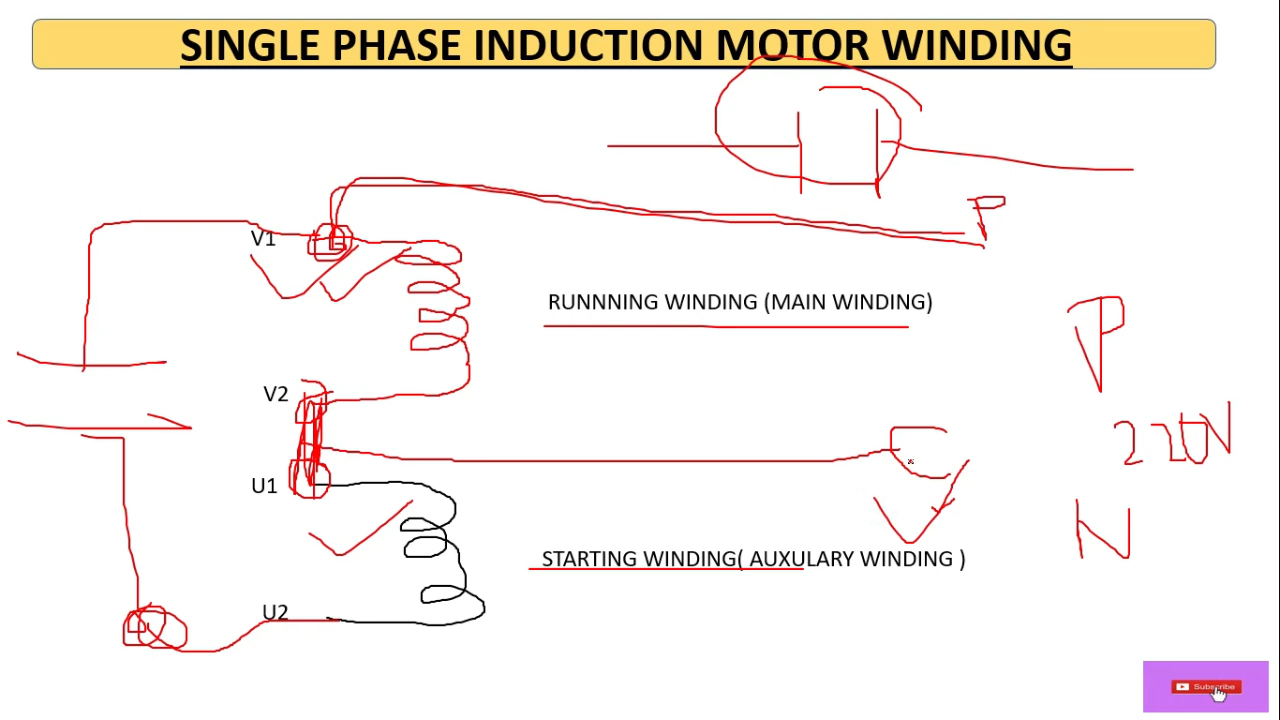 SINGLE PHASE INDUCTION MOTOR WINDING
P
V1
RUNNNING WINDING (MAIN WINDING)
P
V2
220V
U1
N
STARTING WINDING( AUXULARY WINDING )
U2
Subscribe